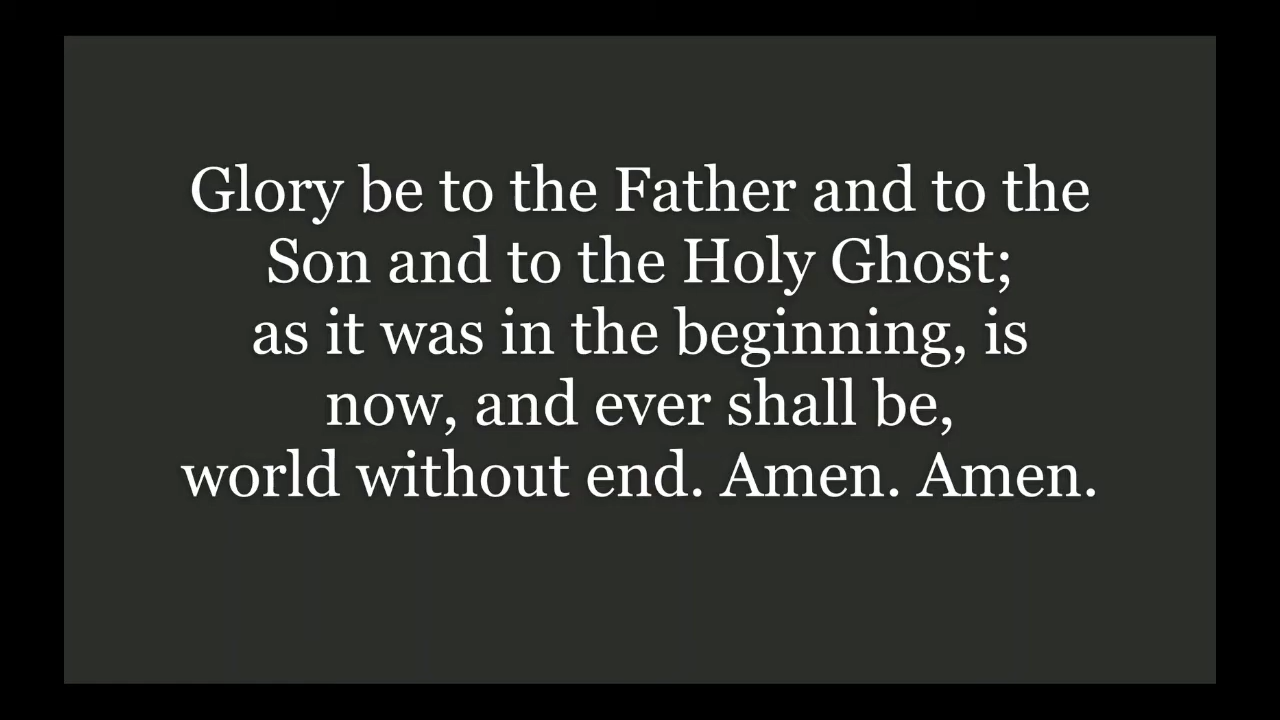 Glory be to the Father and to the
Son and to the Holy Ghost;
as it was in the beginning, is
now, and ever shall be,
world without end. Amen. Amen.